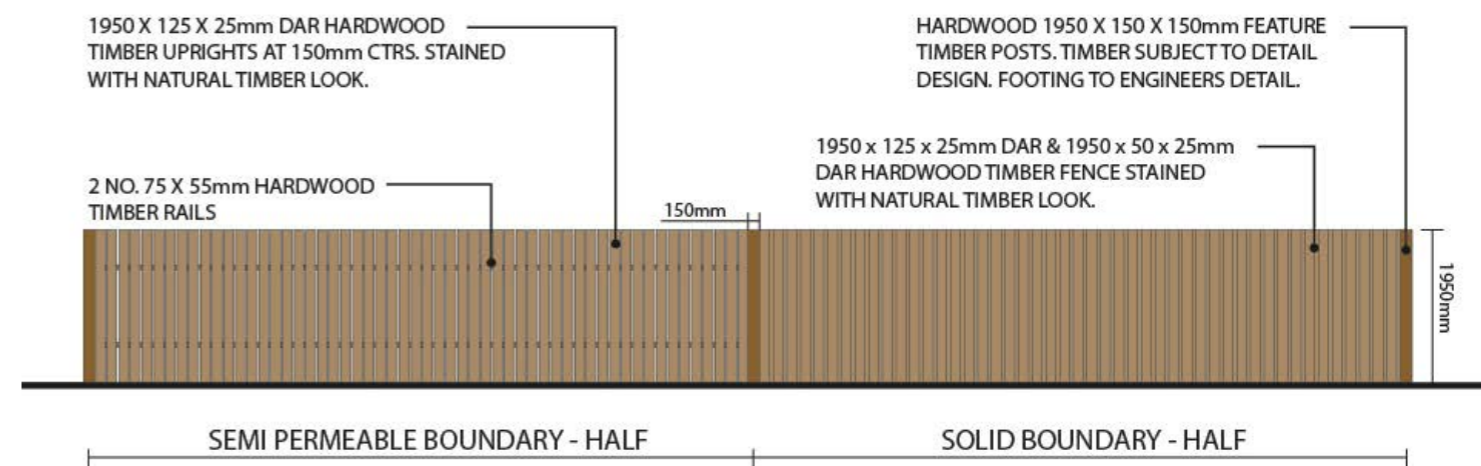 1950 X 125 X 25mm DAR HARDWOOD
TIMBER UPRIGHTS AT 150mm CTRS. STAINED
WITH NATURAL TIMBER LOOK.
HARDWOOD 1950 X 150 X 150mm FEATURE
TIMBER POSTS. TIMBER SUBJECT TO DETAIL
DESIGN. FOOTING TO ENGINEERS DETAIL.
2 NO. 75 X 55mm HARDWOOD
TIMBER RAILS
1950 x 125 x 25mm DAR & 1950 x 50 x 25mm
DAR HARDWOOD TIMBER FENCE STAINED
WITH NATURAL TIMBER LOOK.
150mm
1950mm
SEMI PERMEABLE BOUNDARY - HALF
SOLID BOUNDARY - HALF